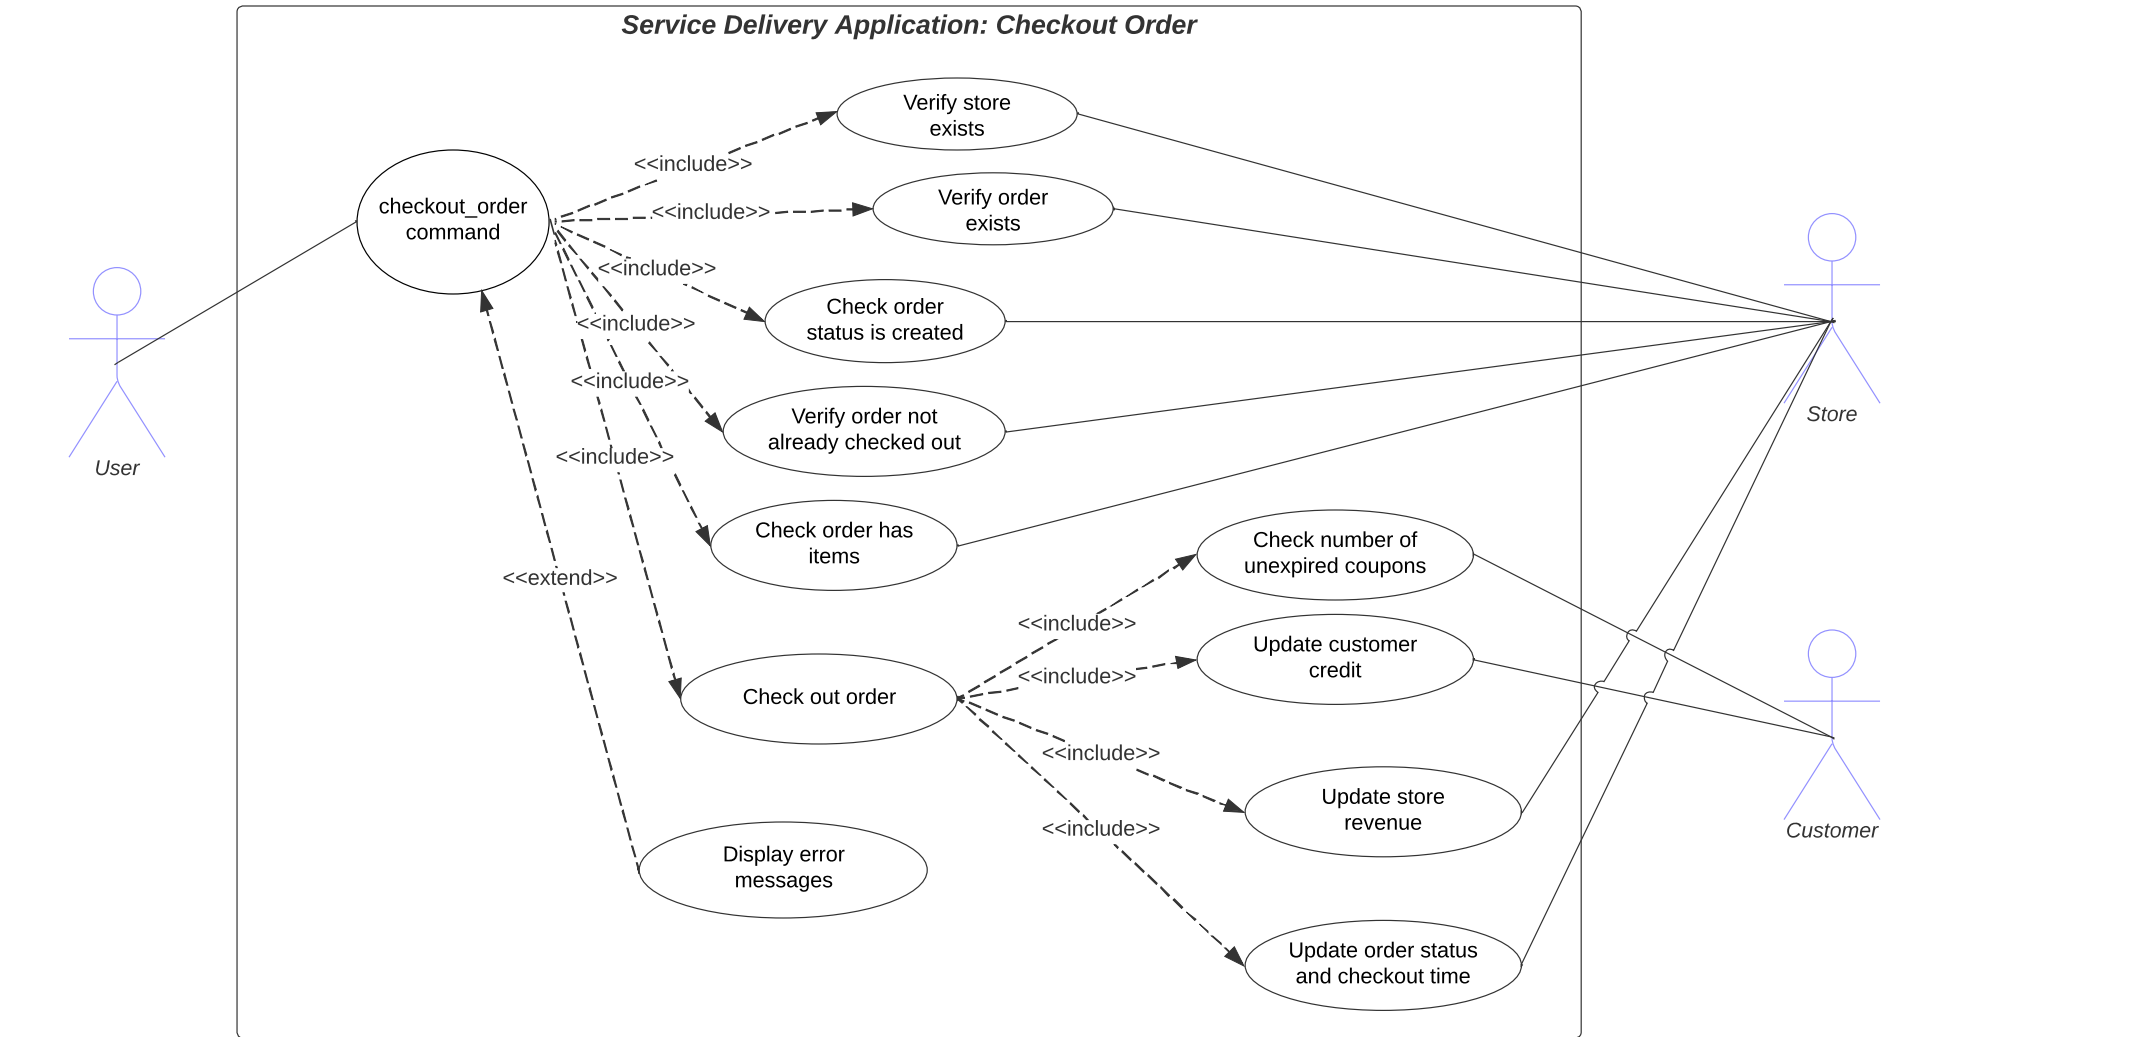 Service Delivery Application: Checkout Order
Verify store
exists
<<include>>
checkout_order
command
Verify order
exists
<<include>>
<<include>>
Check order
status is created
<<include>>
<<include>>
Verify order not
already checked out
Store
User
<<include>>
Check order has
items
Check number of
unexpired coupons
<<extend>>
<<include>>
Update customer
credit
<<include>>
Check out order
<<include>>
Update store
revenue
<<include>>
Customer
Display error
messages
Update order status
and checkout time